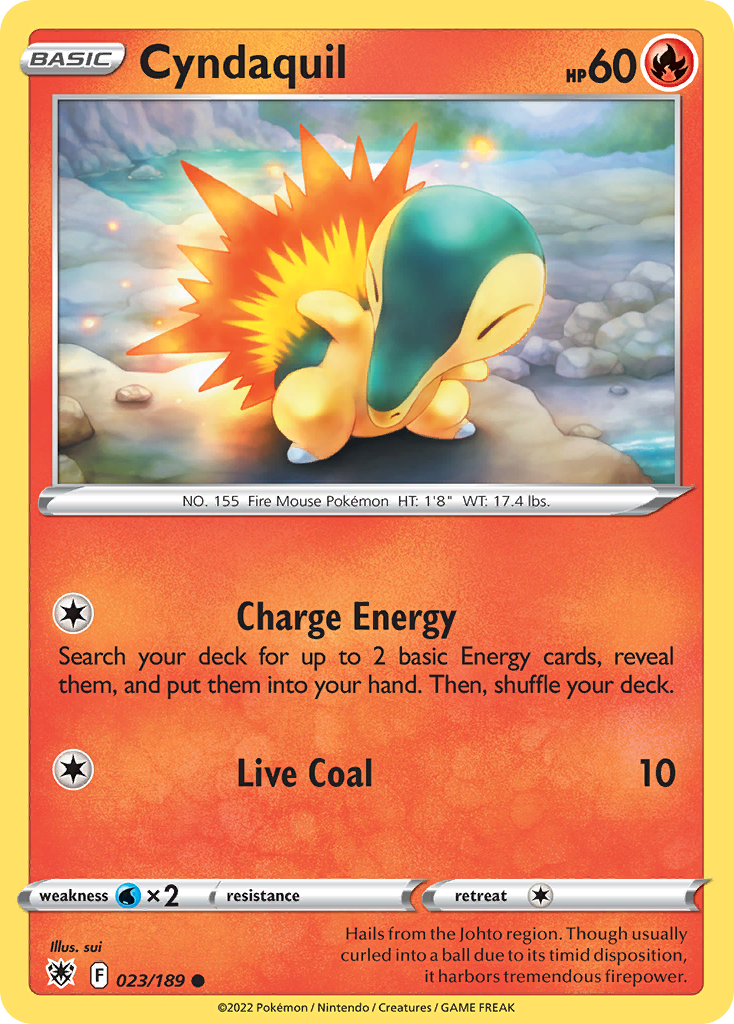 BASIC Cyndaquil HP60
NO. 155 Fire Mouse Pokémon HT: 1'8" WT: 17.4 lbs.
Charge Energy
Search your deck for up to 2 basic Energy cards, reveal
them, and put them into your hand. Then, shuffle your deck.
Live Coal 10
weakness ×2 resistance retreat
Illus. sui
Hails from the Johto region. Though usually
curled into a ball due to its timid disposition,
it harbors tremendous firepower.
F 023/189
©2022 Pokémon / Nintendo / Creatures / GAME FREAK